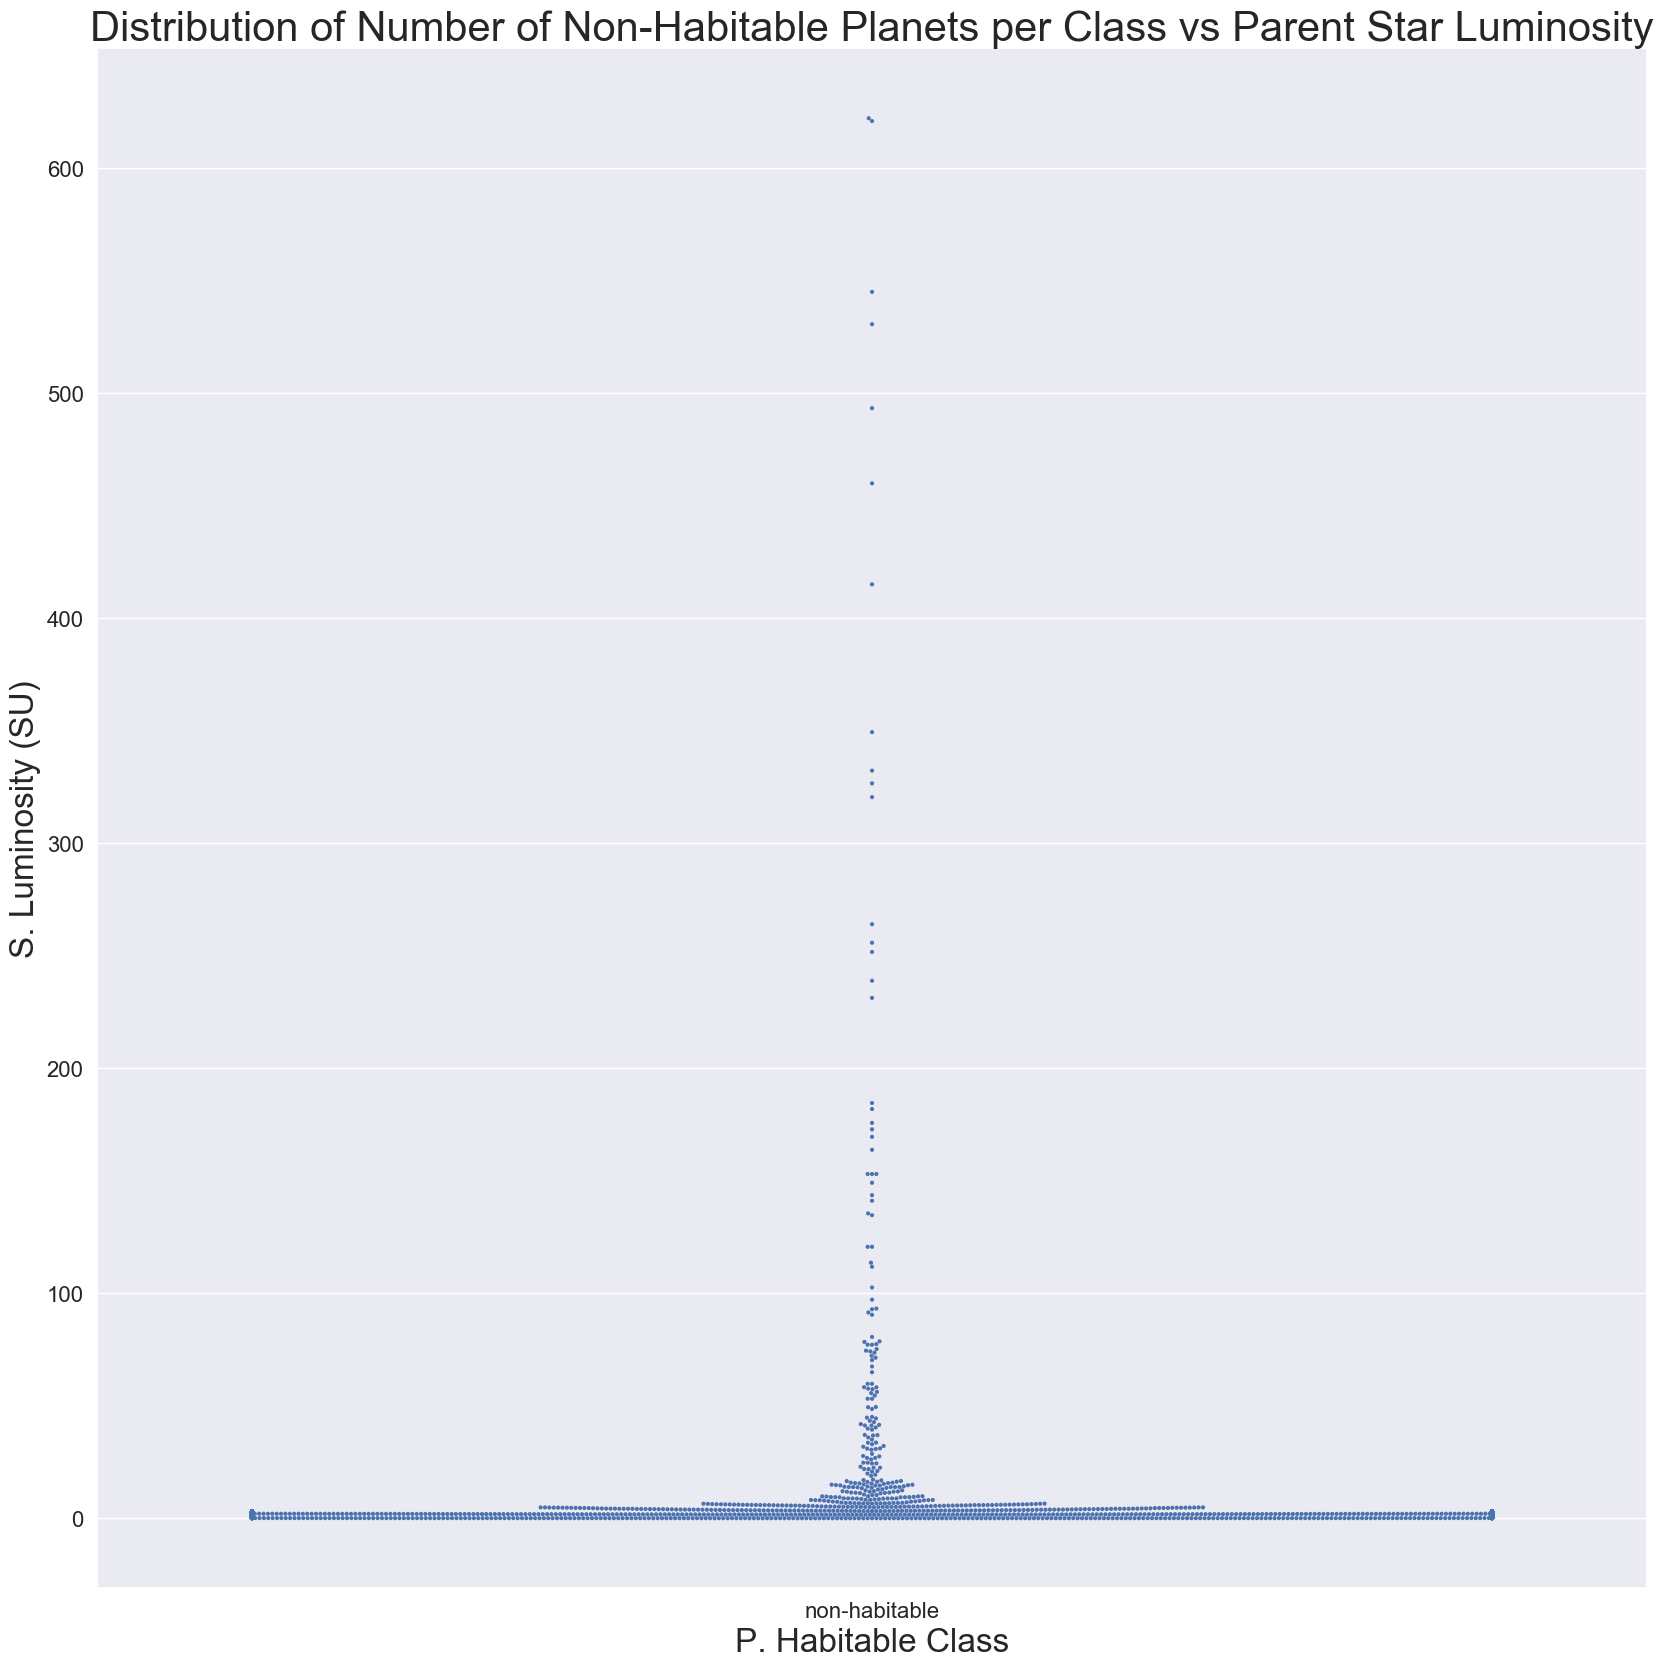 Distribution of Number of Non-Habitable Planets per Class vs Parent Star Luminosity
600
500
400
300
200
100
0
S. Luminosity (SU)
non-habitable
P. Habitable Class